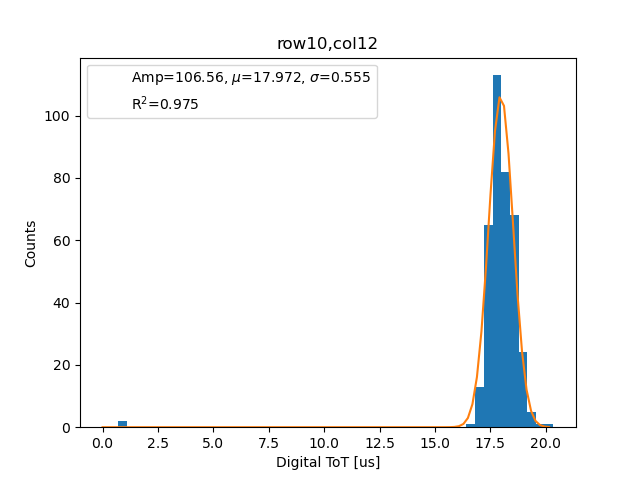 row10,col12
Amp=106.56, μ=17.972, σ=0.555
R²=0.975
Counts
100
80
60
40
20
0
0.0 2.5 5.0 7.5 10.0 12.5 15.0 17.5 20.0
Digital ToT [us]